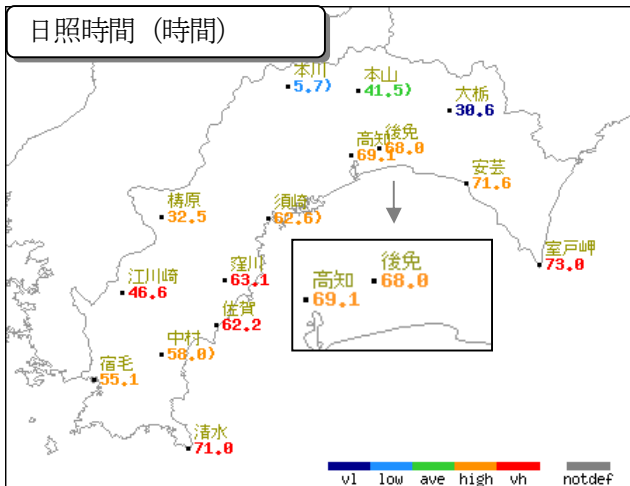 日照時間（時間）
本川
5.7)
本山
41.5)
大栃
30.6
高知
69.1
後免
68.0
安芸
71.6
梼原
32.5
須崎
62.6)
室戸岬
73.0
江川崎
46.6
窪川
63.1
佐賀
62.2
中村
58.0)
宿毛
55.1
清水
71.0
後免
68.0
高知
69.1
vl low ave high vh notdef